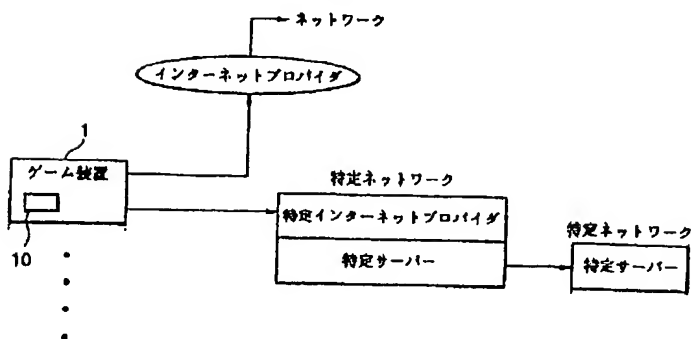 ネットワーク
インターネットプロバイダ
1
ゲーム装置
10
特定ネットワーク
特定インターネットプロバイダ
特定サーバー
特定ネットワーク
特定サーバー